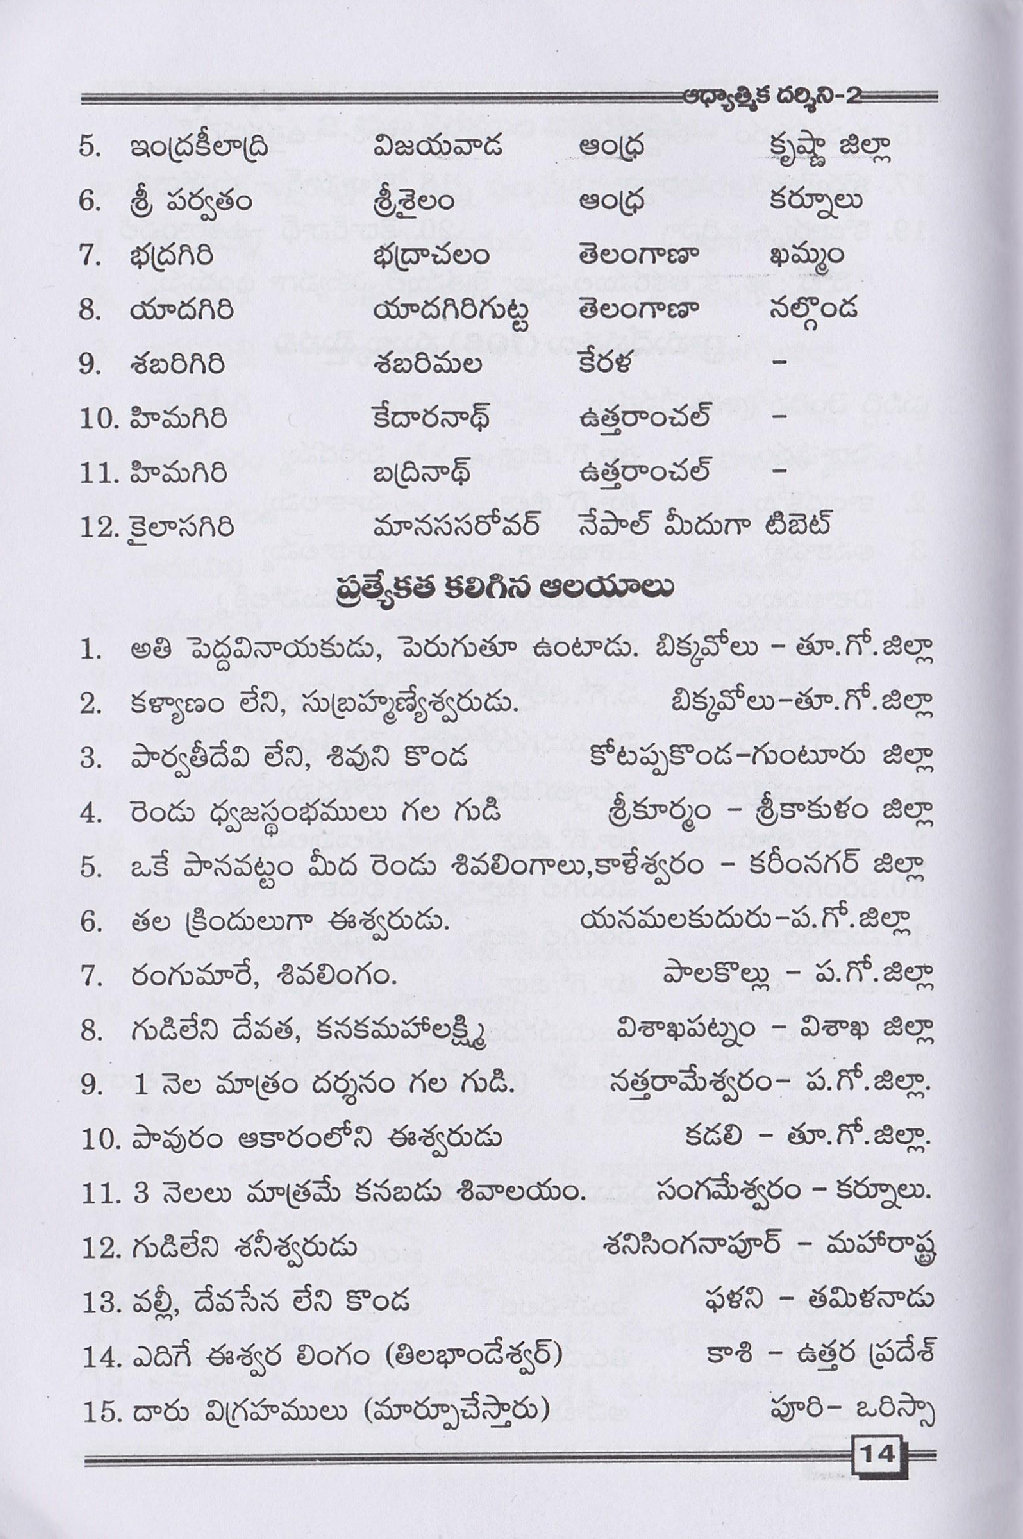 ఆధ్యాత్మిక దర్శిని-2
5. ఇంద్రకీలాద్రి విజయవాడ ఆంధ్ర కృష్ణా జిల్లా
6. శ్రీ పర్వతం శ్రీశైలం ఆంధ్ర కర్నూలు
7. భద్రగిరి భద్రాచలం తెలంగాణా ఖమ్మం
8. యాదగిరి యాదగిరిగుట్ట తెలంగాణా నల్గొండ
9. శబరిగిరి శబరిమల కేరళ –
10. హిమగిరి కేదారనాథ్ ఉత్తరాంచల్ –
11. హిమగిరి బద్రినాథ్ ఉత్తరాంచల్ –
12. కైలాసగిరి మానససరోవర్ నేపాల్ మీదుగా టిబెట్
ప్రత్యేకత కలిగిన ఆలయాలు
1. అతి పెద్దవినాయకుడు, పెరుగుతూ ఉంటాడు. బిక్కవోలు – తూ.గో.జిల్లా
2. కళ్యాణం లేని, సుబ్రహ్మణ్యేశ్వరుడు. బిక్కవోలు–తూ.గో.జిల్లా
3. పార్వతీదేవి లేని, శివుని కొండ కోటప్పకొండ–గుంటూరు జిల్లా
4. రెండు ధ్వజస్థంభములు గల గుడి శ్రీకూర్మం – శ్రీకాకుళం జిల్లా
5. ఒకే పానవట్టం మీద రెండు శివలింగాలు,కాళేశ్వరం – కరీంనగర్ జిల్లా
6. తల క్రిందులుగా ఈశ్వరుడు. యనమలకుదురు–ప.గో.జిల్లా
7. రంగుమారే, శివలింగం. పాలకొల్లు – ప.గో.జిల్లా
8. గుడిలేని దేవత, కనకమహాలక్ష్మి విశాఖపట్నం – విశాఖ జిల్లా
9. 1 నెల మాత్రం దర్శనం గల గుడి. నత్తరామేశ్వరం– ప.గో.జిల్లా.
10. పావురం ఆకారంలోని ఈశ్వరుడు కడలి – తూ.గో.జిల్లా.
11. 3 నెలలు మాత్రమే కనబడు శివాలయం. సంగమేశ్వరం – కర్నూలు.
12. గుడిలేని శనీశ్వరుడు శనిసింగనాపూర్ – మహారాష్ట్ర
13. వల్లీ, దేవసేన లేని కొండ ఫళని – తమిళనాడు
14. ఎదిగే ఈశ్వర లింగం (తిలభాండేశ్వర్) కాశి – ఉత్తర ప్రదేశ్
15. దారు విగ్రహములు (మార్పూచేస్తారు) పూరి– ఒరిస్సా
14